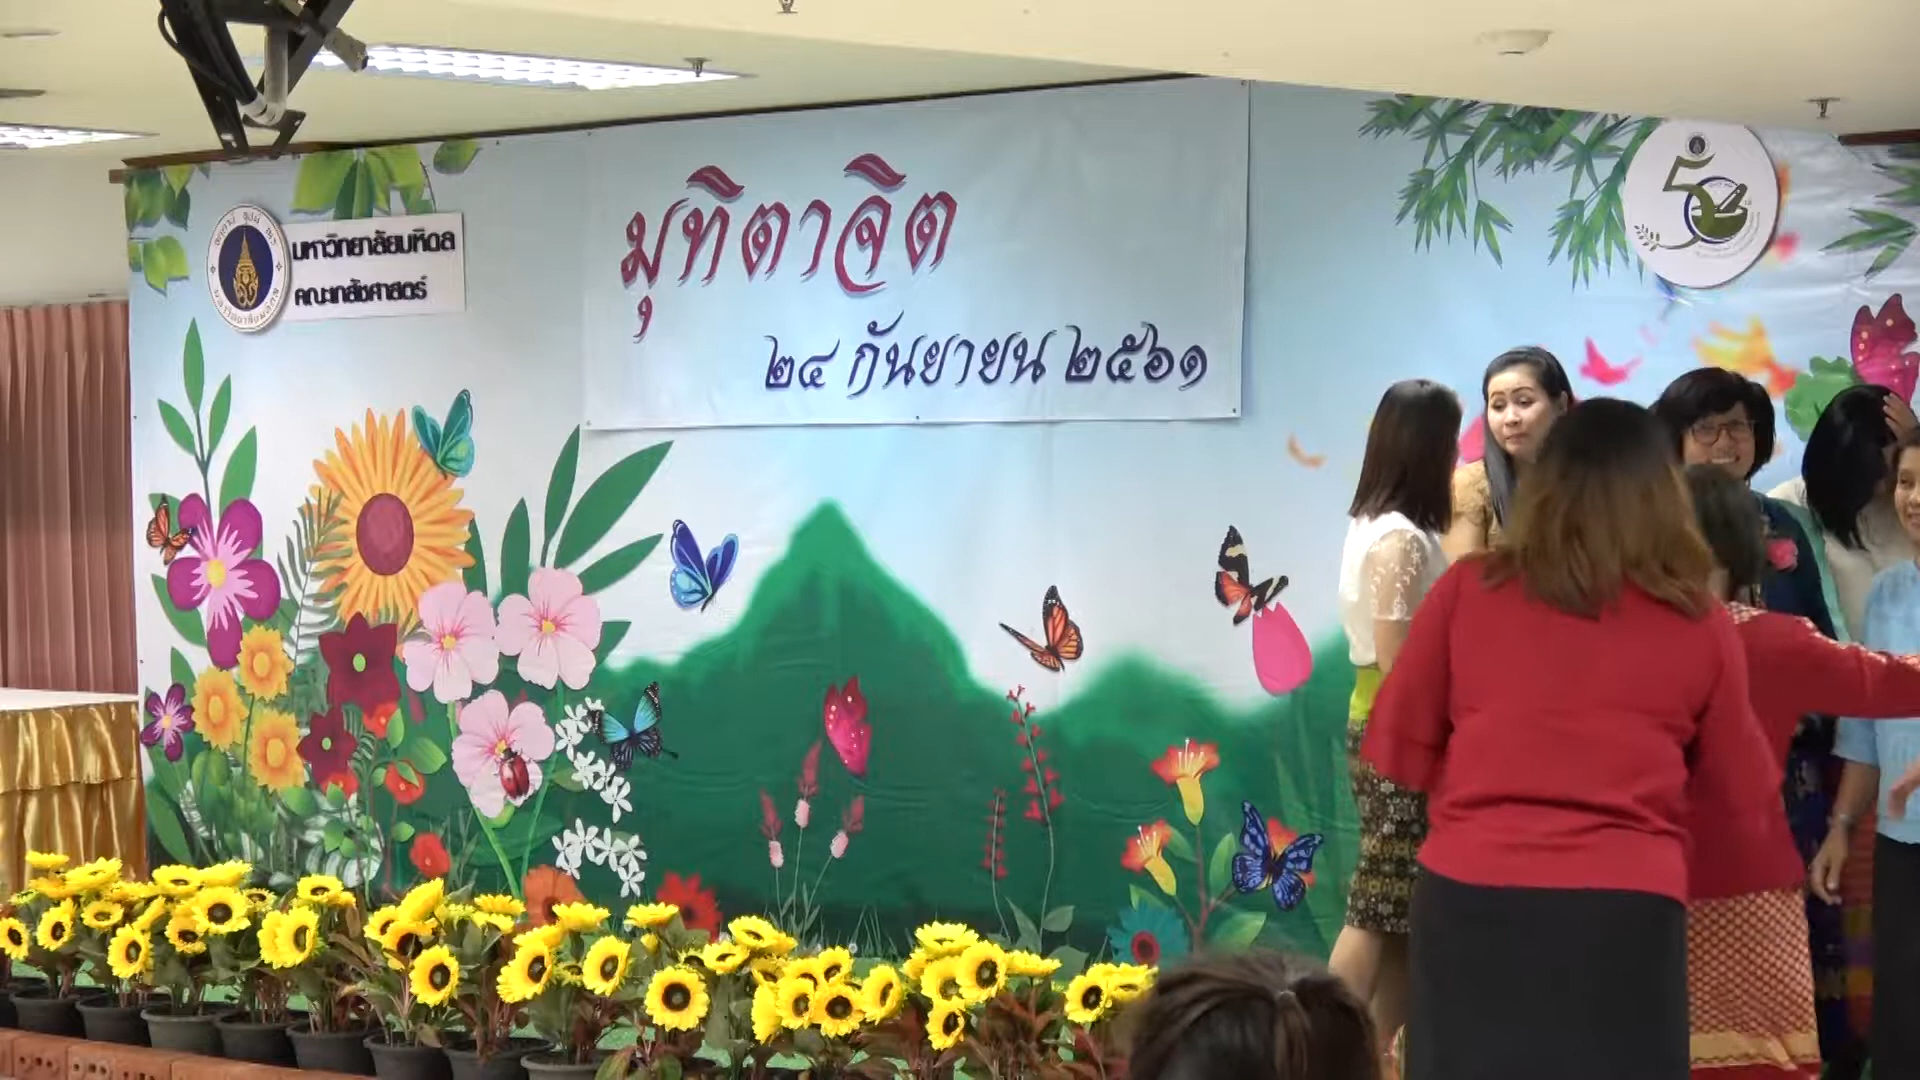 มหาวิทยาลัยมหิดล
คณะเภสัชศาสตร์
มุทิตาจิต
๒๔ กันยายน ๒๕๖๑
50